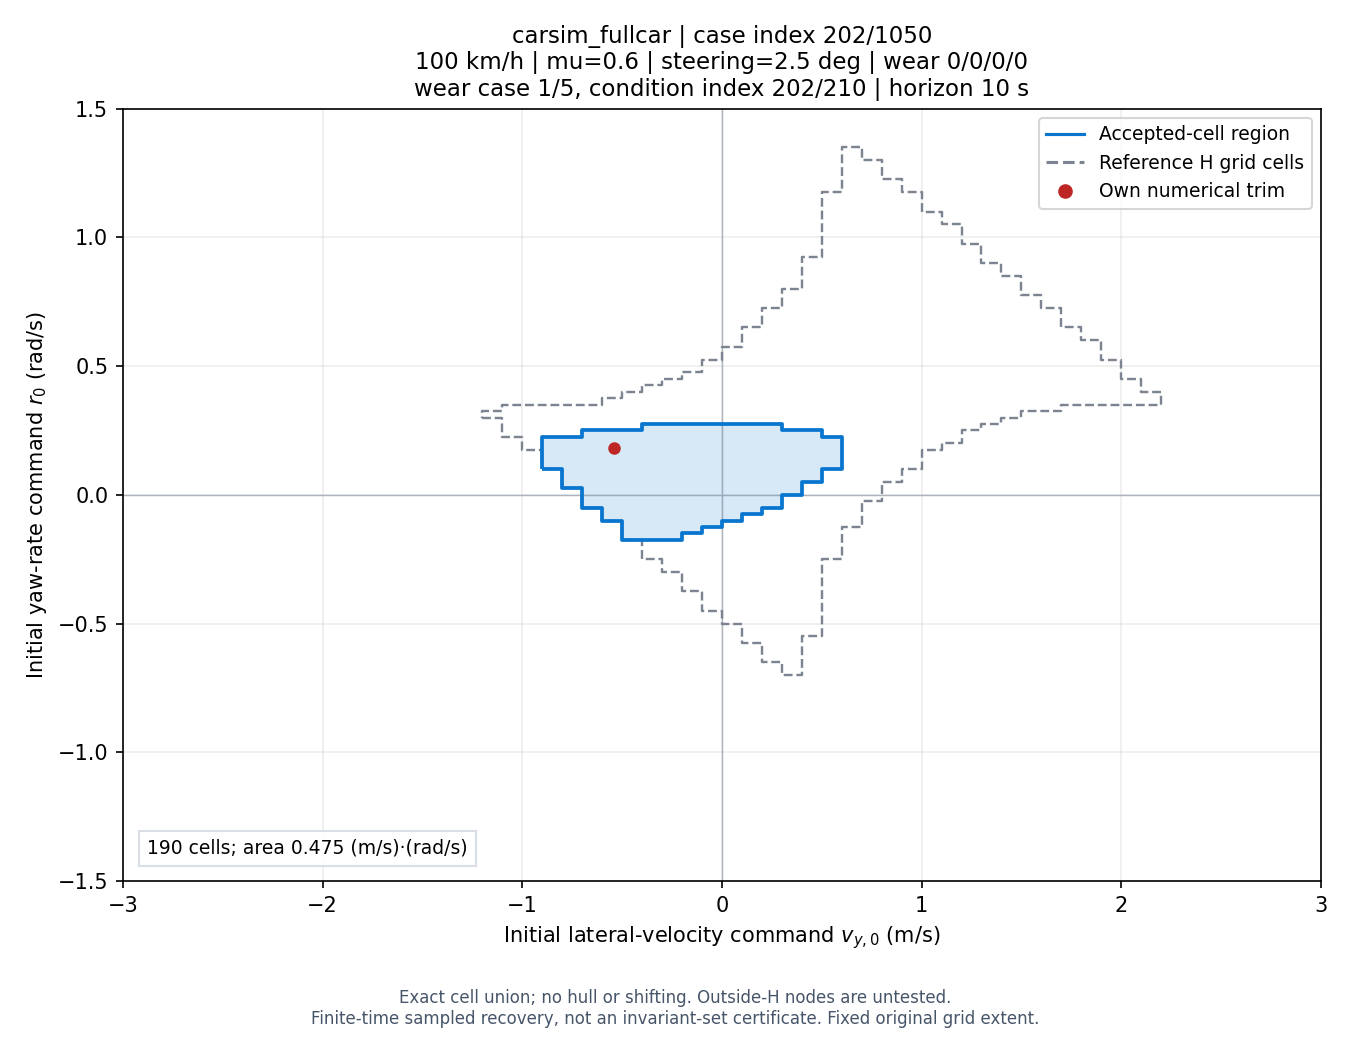 carsim_fullcar | case index 202/1050
100 km/h | mu=0.6 | steering=2.5 deg | wear 0/0/0/0
wear case 1/5, condition index 202/210 | horizon 10 s
Accepted-cell region
Reference H grid cells
Own numerical trim
1.5
1.0
0.5
0.0
−0.5
−1.0
−1.5
Initial yaw-rate command r₀ (rad/s)
190 cells; area 0.475 (m/s)·(rad/s)
−3
−2
−1
0
1
2
3
Initial lateral-velocity command v_{y,0} (m/s)
Exact cell union; no hull or shifting. Outside-H nodes are untested.
Finite-time sampled recovery, not an invariant-set certificate. Fixed original grid extent.